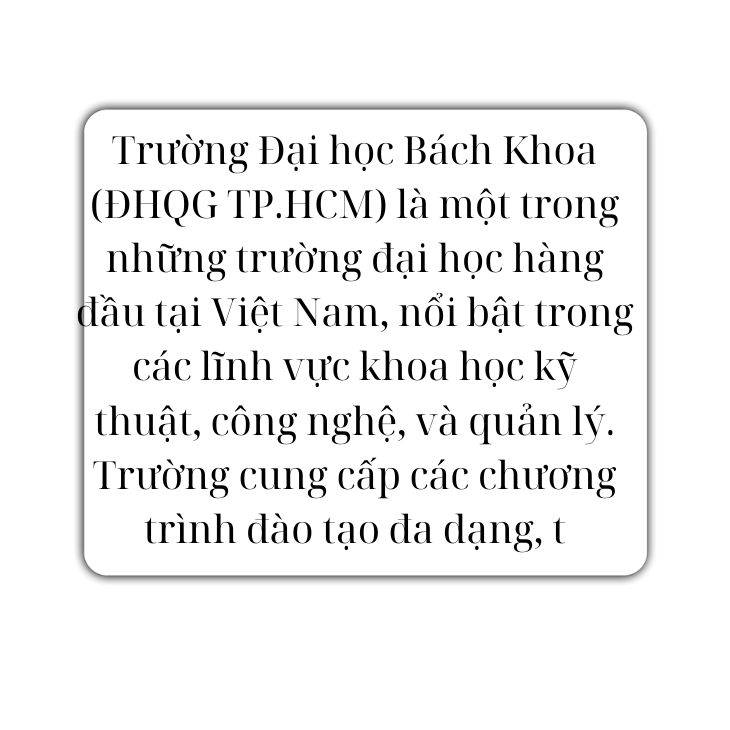 Trường Đại học Bách Khoa
(ĐHQG TP.HCM) là một trong
những trường đại học hàng
đầu tại Việt Nam, nổi bật trong
các lĩnh vực khoa học kỹ
thuật, công nghệ, và quản lý.
Trường cung cấp các chương
trình đào tạo đa dạng, t